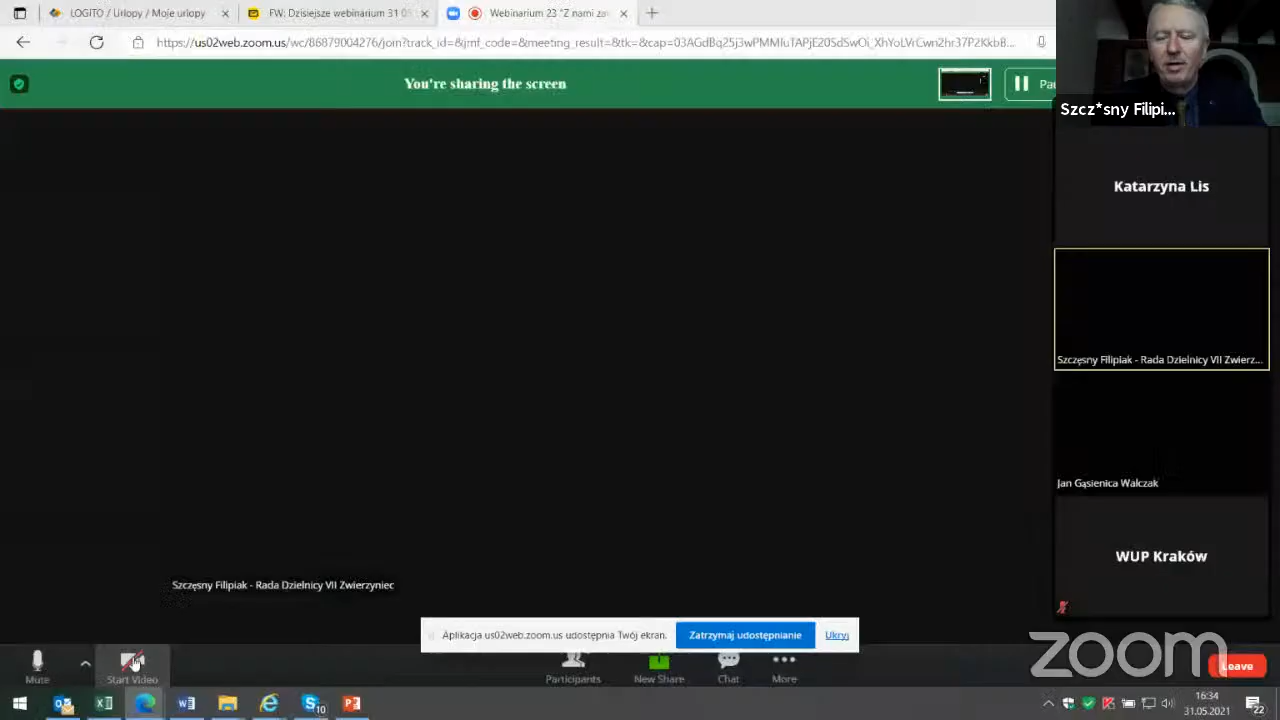 LOGITO / Urlopy / Moje urlopy
FW: Dzisiejsze webinarium 31 05
Webinarium 23 "Z nami za
You're sharing the screen
Szcz*sny Filipi...
Katarzyna Lis
Szczęsny Filipiak - Rada Dzielnicy VII Zwierz...
Jan Gąsienica Walczak
WUP Kraków
Szczęsny Filipiak - Rada Dzielnicy VII Zwierzyniec
Aplikacja us02web.zoom.us udostępnia Twój ekran.
Zatrzymaj udostępnianie
Ukryj
Mute
Start Video
Participants
New Share
Chat
More
zoom
Leave
10
16:34
31.05.2021
22